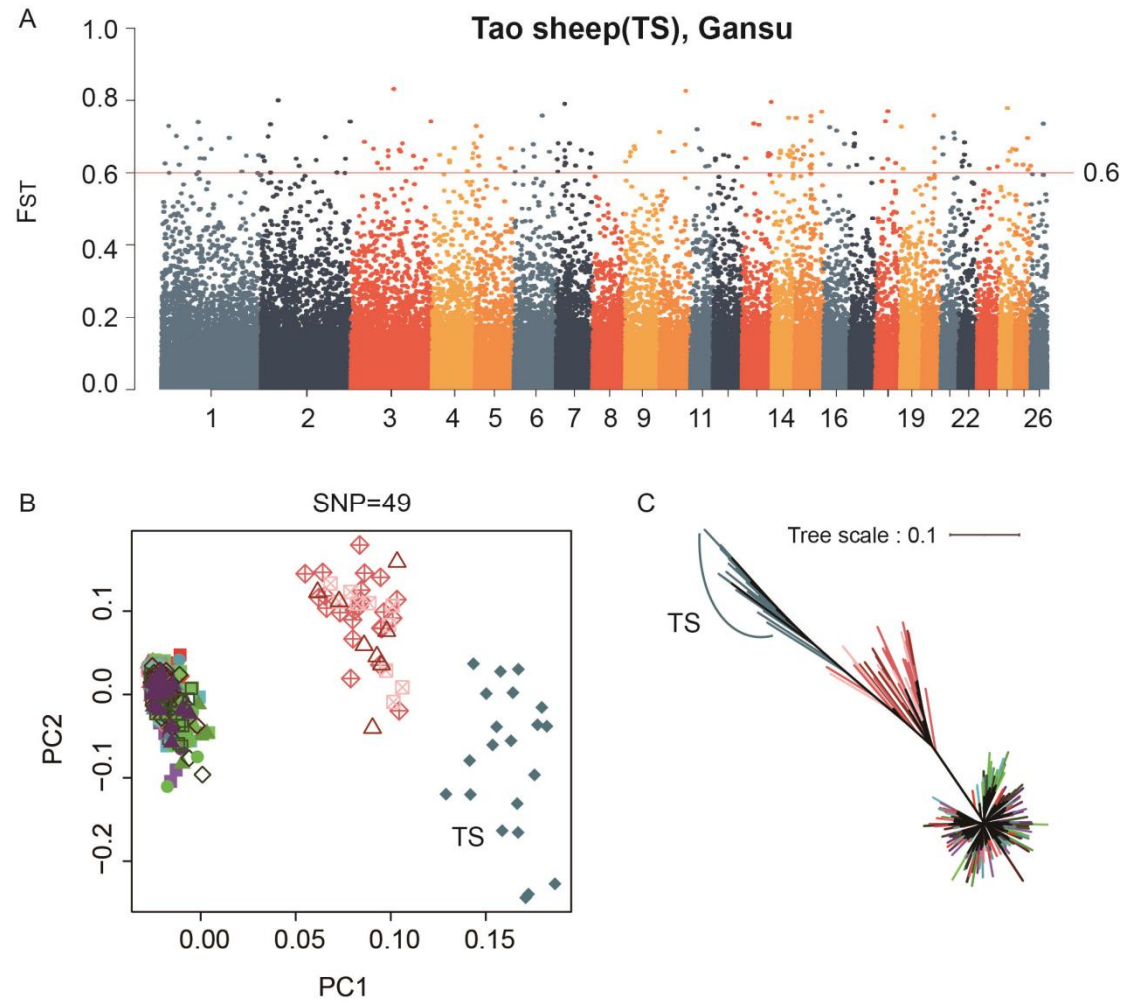 A
Tao sheep(TS), Gansu
1.0
0.8
0.6
0.4
0.2
0.0
FST
0.6
1 2 3 4 5 6 7 8 9 11 14 16 19 22 26
B
SNP=49
0.1
0.0
−0.1
−0.2
PC2
TS
0.00 0.05 0.10 0.15
PC1
C
Tree scale : 0.1
TS